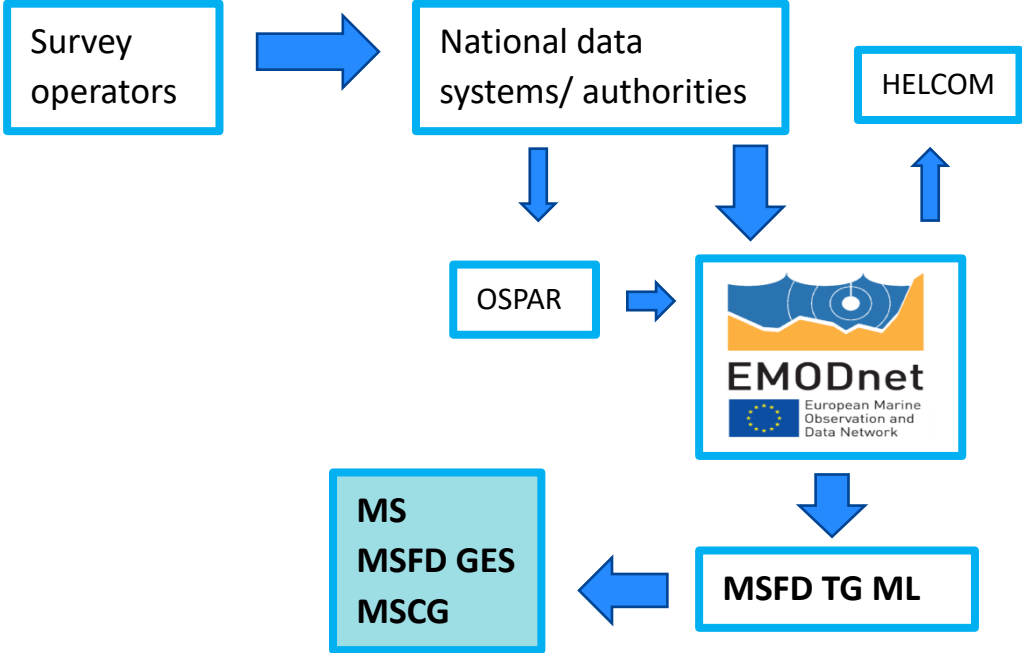 Survey
operators
National data
systems/ authorities
HELCOM
OSPAR
EMODnet
European Marine
Observation and
Data Network
MS
MSFD GES
MSCG
MSFD TG ML